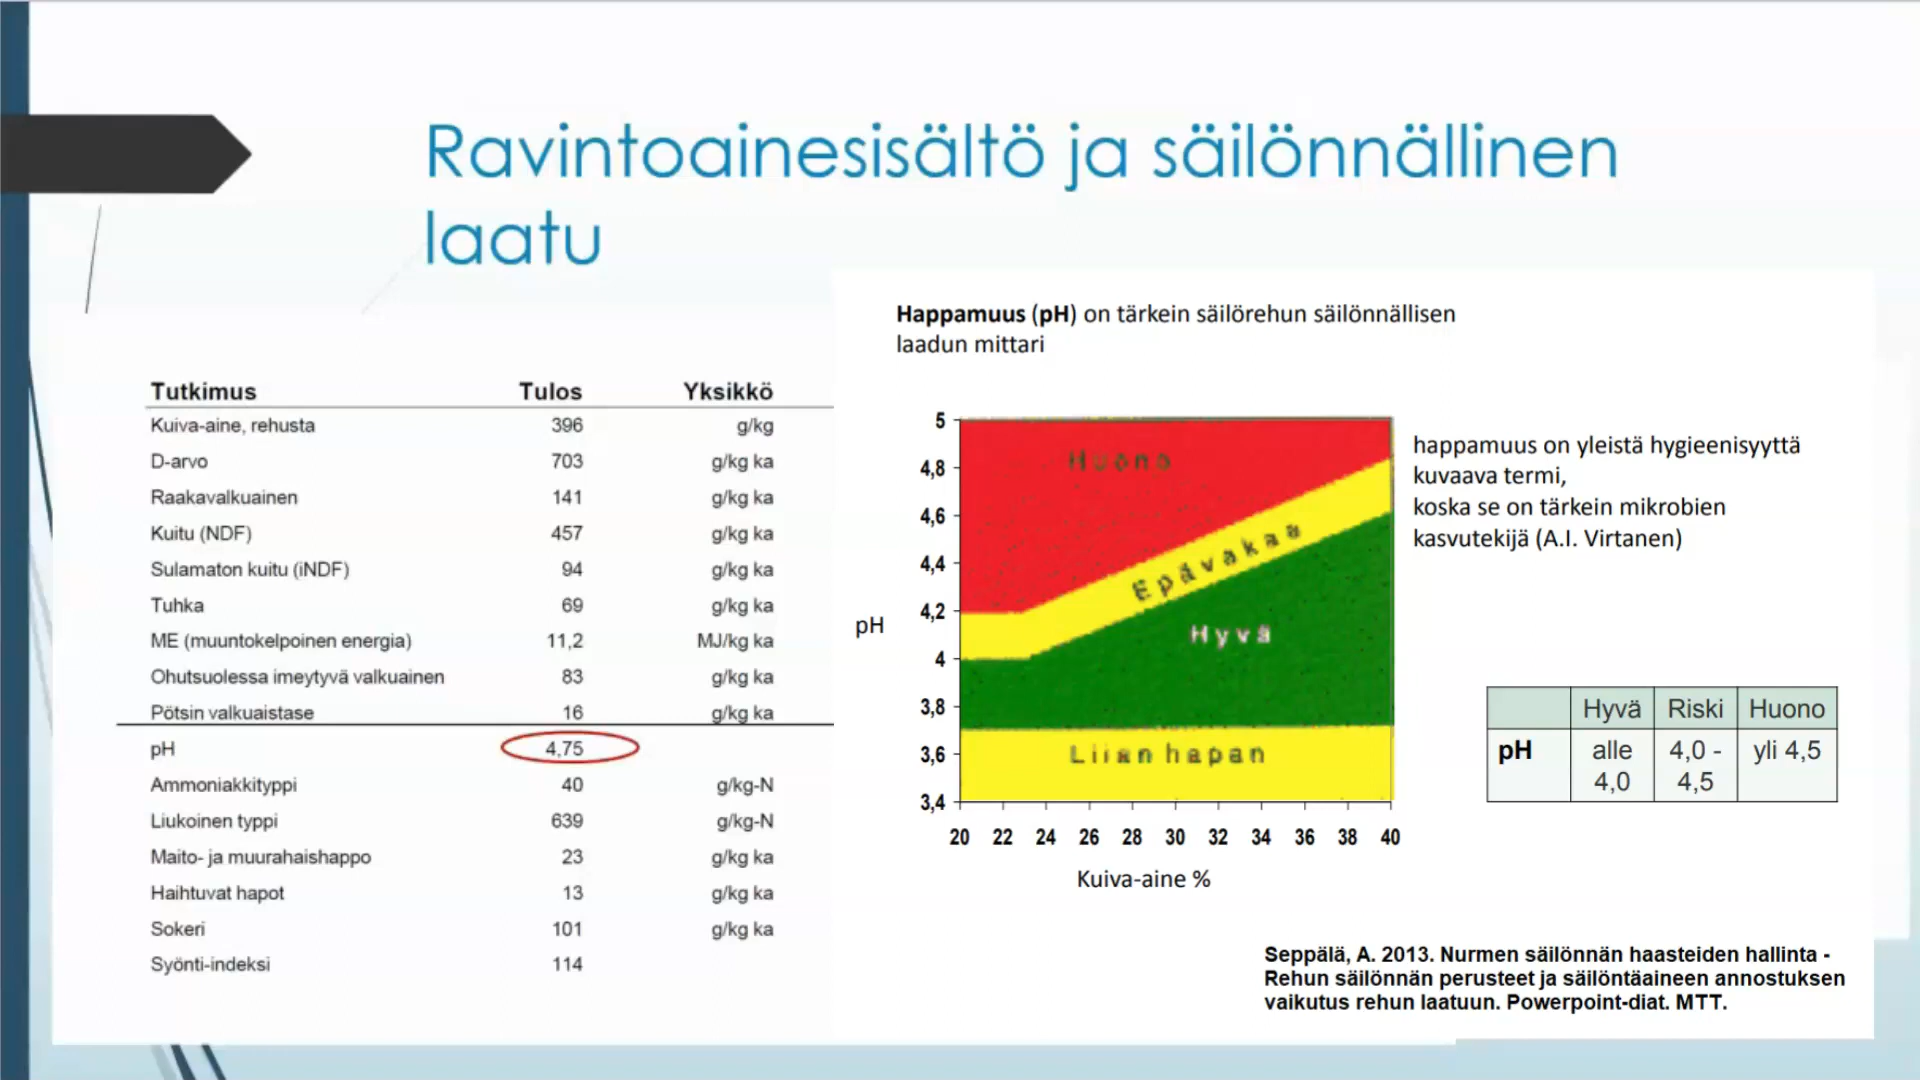 Ravintoainesisältö ja säilönnällinen
laatu
Tutkimus Tulos Yksikkö
Kuiva-aine, rehusta 396 g/kg
D-arvo 703 g/kg ka
Raakavalkuainen 141 g/kg ka
Kuitu (NDF) 457 g/kg ka
Sulamaton kuitu (iNDF) 94 g/kg ka
Tuhka 69 g/kg ka
ME (muuntokelpoinen energia) 11,2 MJ/kg ka
Ohutsuolessa imeytyvä valkuainen 83 g/kg ka
Pötsin valkuaistase 16 g/kg ka
pH 4,75
Ammoniakkityppi 40 g/kg-N
Liukoinen typpi 639 g/kg-N
Maito- ja muurahaishappo 23 g/kg ka
Haihtuvat hapot 13 g/kg ka
Sokeri 101 g/kg ka
Syönti-indeksi 114
Happamuus (pH) on tärkein säilörehun säilönnällisen
laadun mittari
pH
5
4,8
4,6
4,4
4,2
4
3,8
3,6
3,4
Huono
Epävakaa
Hyvä
Liian hapan
20 22 24 26 28 30 32 34 36 38 40
Kuiva-aine %
happamuus on yleistä hygieenisyyttä
kuvaava termi,
koska se on tärkein mikrobien
kasvutekijä (A.I. Virtanen)
Hyvä Riski Huono
pH alle 4,0 - yli 4,5
4,0 4,5
Seppälä, A. 2013. Nurmen säilönnän haasteiden hallinta -
Rehun säilönnän perusteet ja säilöntäaineen annostuksen
vaikutus rehun laatuun. Powerpoint-diat. MTT.